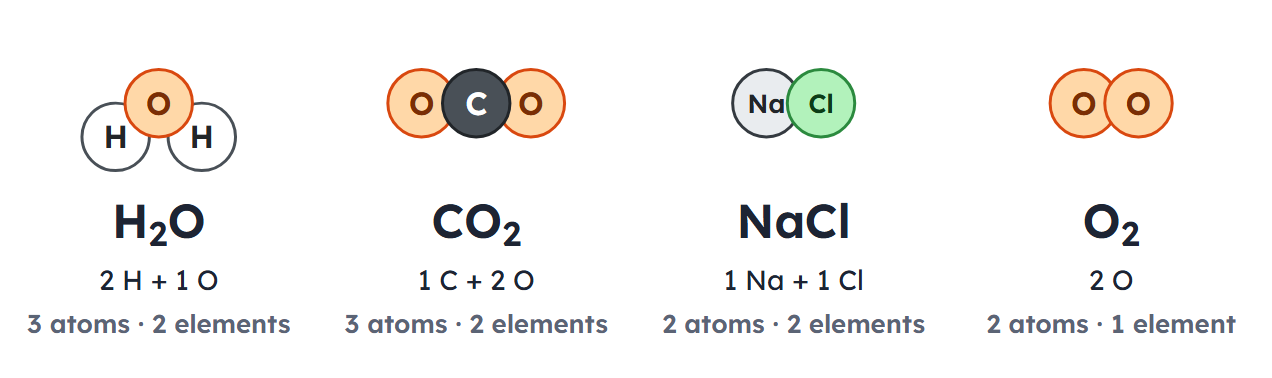 O
H H
O C O
Na Cl
O O
H₂O
CO₂
NaCl
O₂
2 H + 1 O
1 C + 2 O
1 Na + 1 Cl
2 O
3 atoms · 2 elements
3 atoms · 2 elements
2 atoms · 2 elements
2 atoms · 1 element